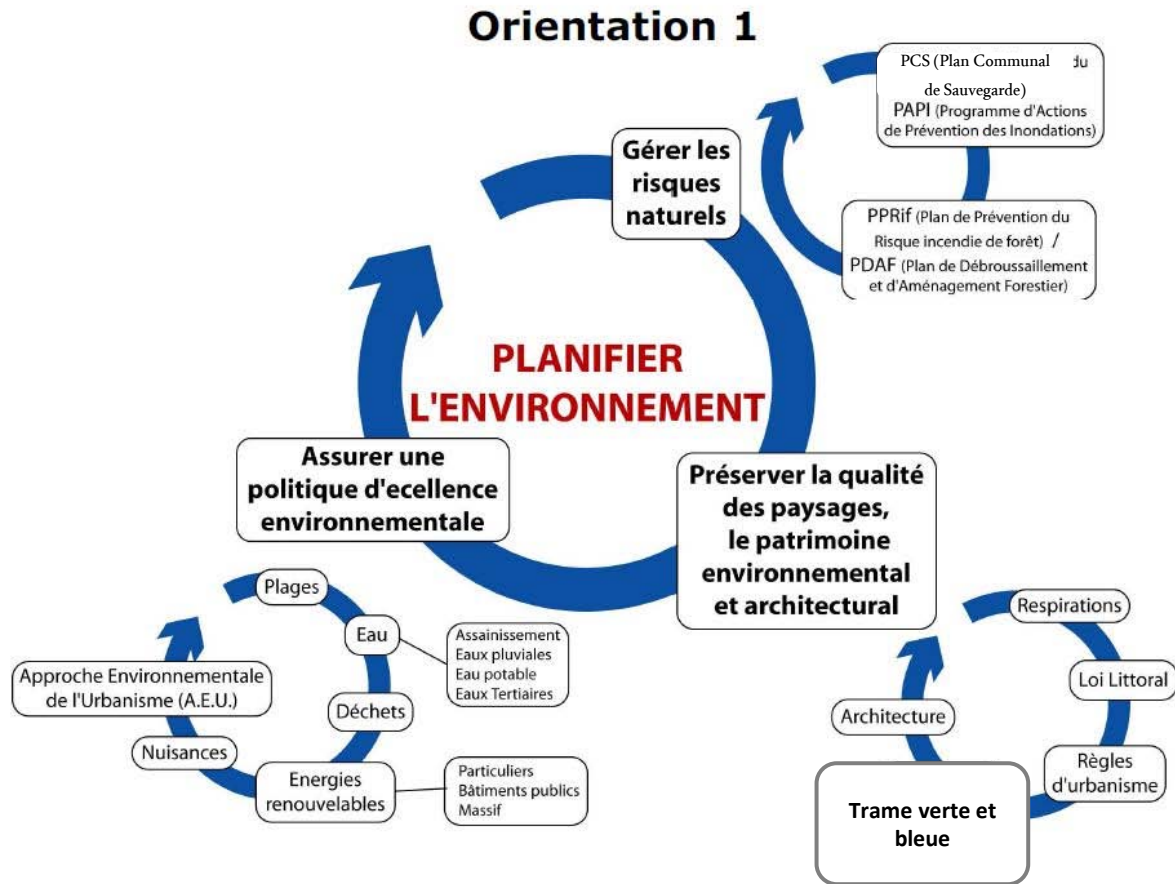 Orientation 1
PCS (Plan Communal du
de Sauvegarde)
PAPI (Programme d'Actions
de Prévention des Inondations)
PPRif (Plan de Prévention du
Risque incendie de forêt) /
PDAF (Plan de Débroussaillement
et d'Aménagement Forestier)
Gérer les
risques
naturels
PLANIFIER
L'ENVIRONNEMENT
Assurer une
politique d'ecellence
environnementale
Préserver la qualité
des paysages,
le patrimoine
environnemental
et architectural
Plages
Eau
Assainissement
Eaux pluviales
Eau potable
Eaux Tertiaires
Déchets
Energies
renouvelables
Particuliers
Bâtiments publics
Massif
Nuisances
Approche Environnementale
de l'Urbanisme (A.E.U.)
Respirations
Loi Littoral
Règles
d'urbanisme
Trame verte et
bleue
Architecture